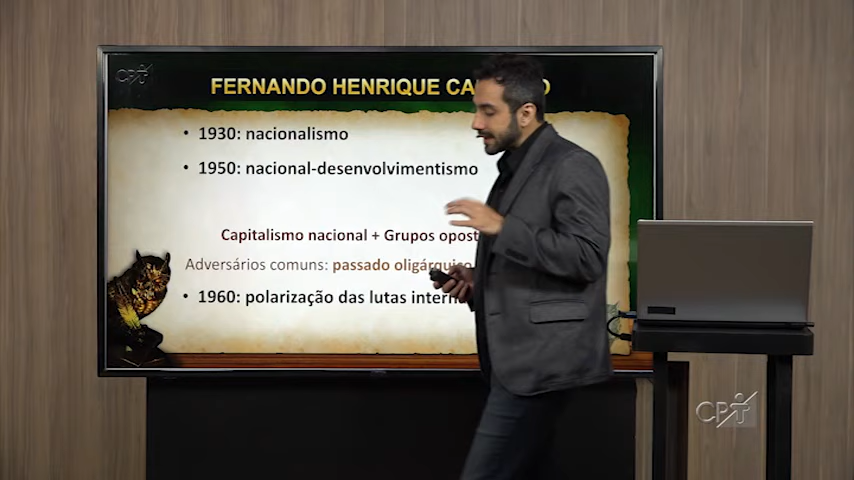 CPT
FERNANDO HENRIQUE CA O
• 1930: nacionalismo
• 1950: nacional-desenvolvimentismo
Capitalismo nacional + Grupos opost
Adversários comuns: passado oligárquico
• 1960: polarização das lutas intern
CPT